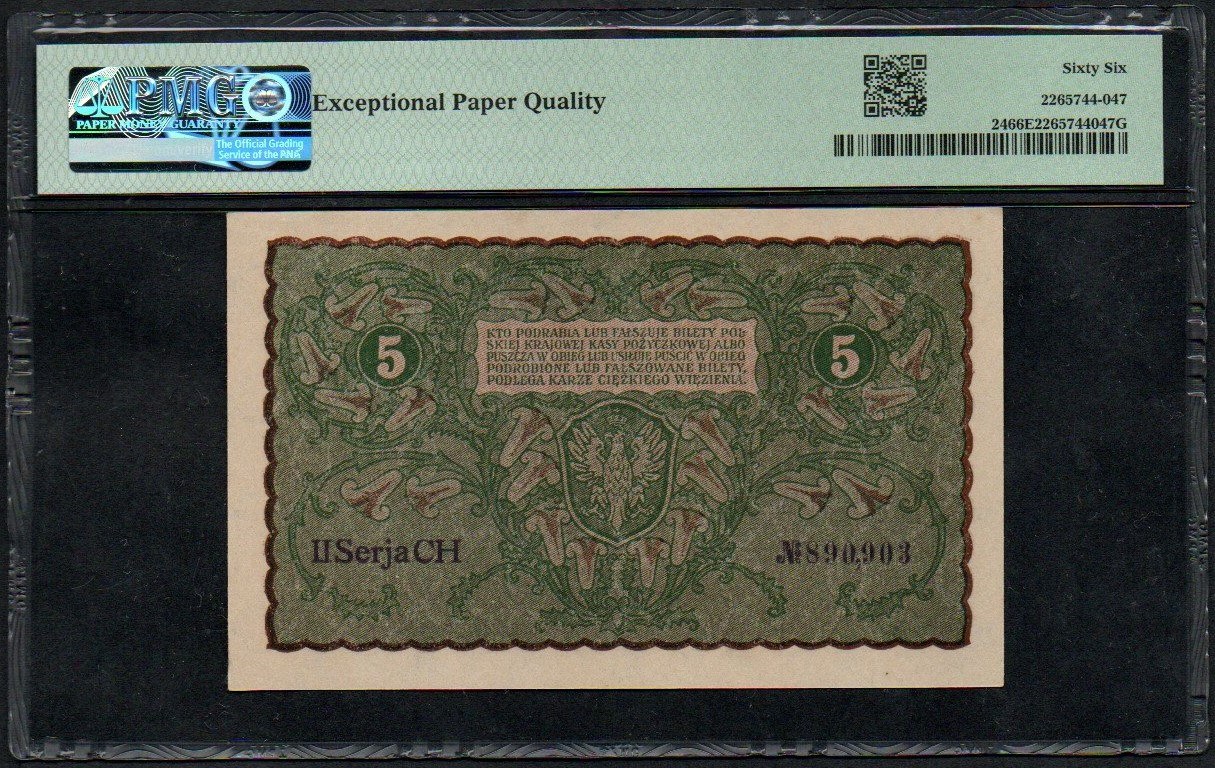 PMG
PAPER MONEY GUARANTY
The Official Grading
Service of the ANA
Exceptional Paper Quality
Sixty Six
2265744-047
2466E2265744047G
KTO PODRABIA LUB FAŁSZUJE BILETY POL
SKIEJ KRAJOWEJ KASY POŻYCZKOWEJ ALBO
PUSZCZA W OBIEG LUB USIŁUJE PUŚCIĆ W OBIEG
PODROBIONE LUB FAŁSZOWANE BILETY,
PODLEGA KARZE CIĘŻKIEGO WIĘZIENIA.
5
5
II Serja CH
№ 890,903